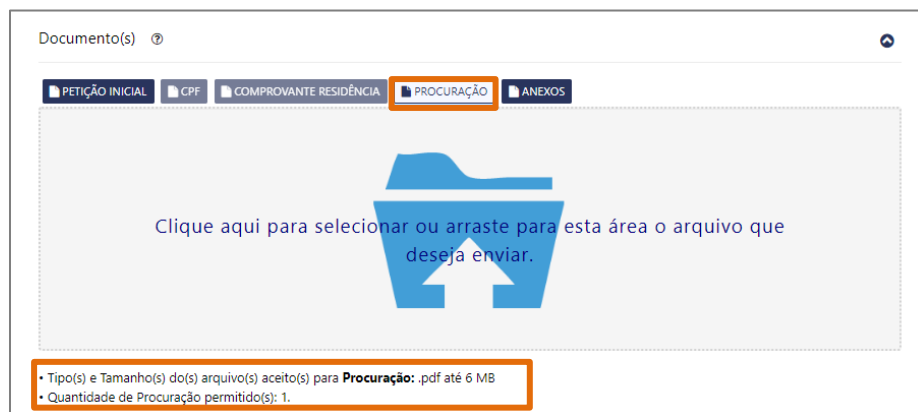 Documento(s)
PETIÇÃO INICIAL CPF COMPROVANTE RESIDÊNCIA PROCURAÇÃO ANEXOS
Clique aqui para selecionar ou arraste para esta área o arquivo que
deseja enviar.
• Tipo(s) e Tamanho(s) do(s) arquivo(s) aceito(s) para Procuração: .pdf até 6 MB
• Quantidade de Procuração permitido(s): 1.